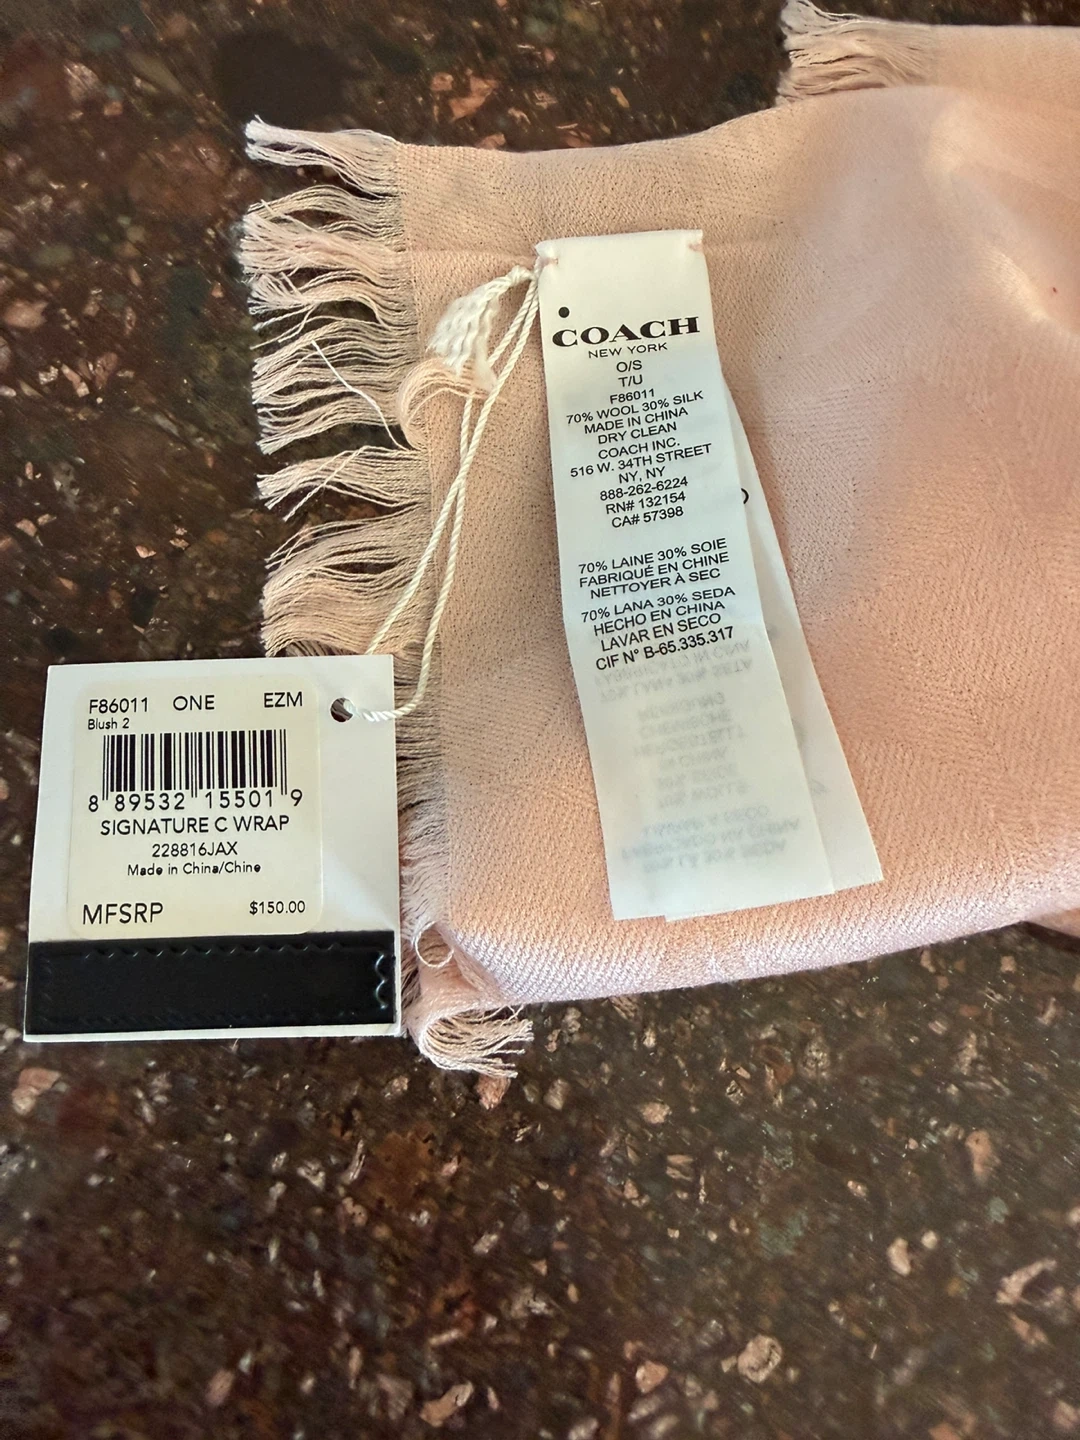 COACH
NEW YORK
O/S
T/U
F86011
70% WOOL 30% SILK
MADE IN CHINA
DRY CLEAN
COACH INC.
516 W. 34TH STREET
NY, NY
888-262-6224
RN# 132154
CA# 57398
70% LAINE 30% SOIE
FABRIQUÉ EN CHINE
NETTOYER À SEC
70% LANA 30% SEDA
HECHO EN CHINA
LAVAR EN SECO
CIF N° B-65.335.317
F86011 ONE EZM
Blush 2
8 89532 15501 9
SIGNATURE C WRAP
228816JAX
Made in China/Chine
MFSRP $150.00